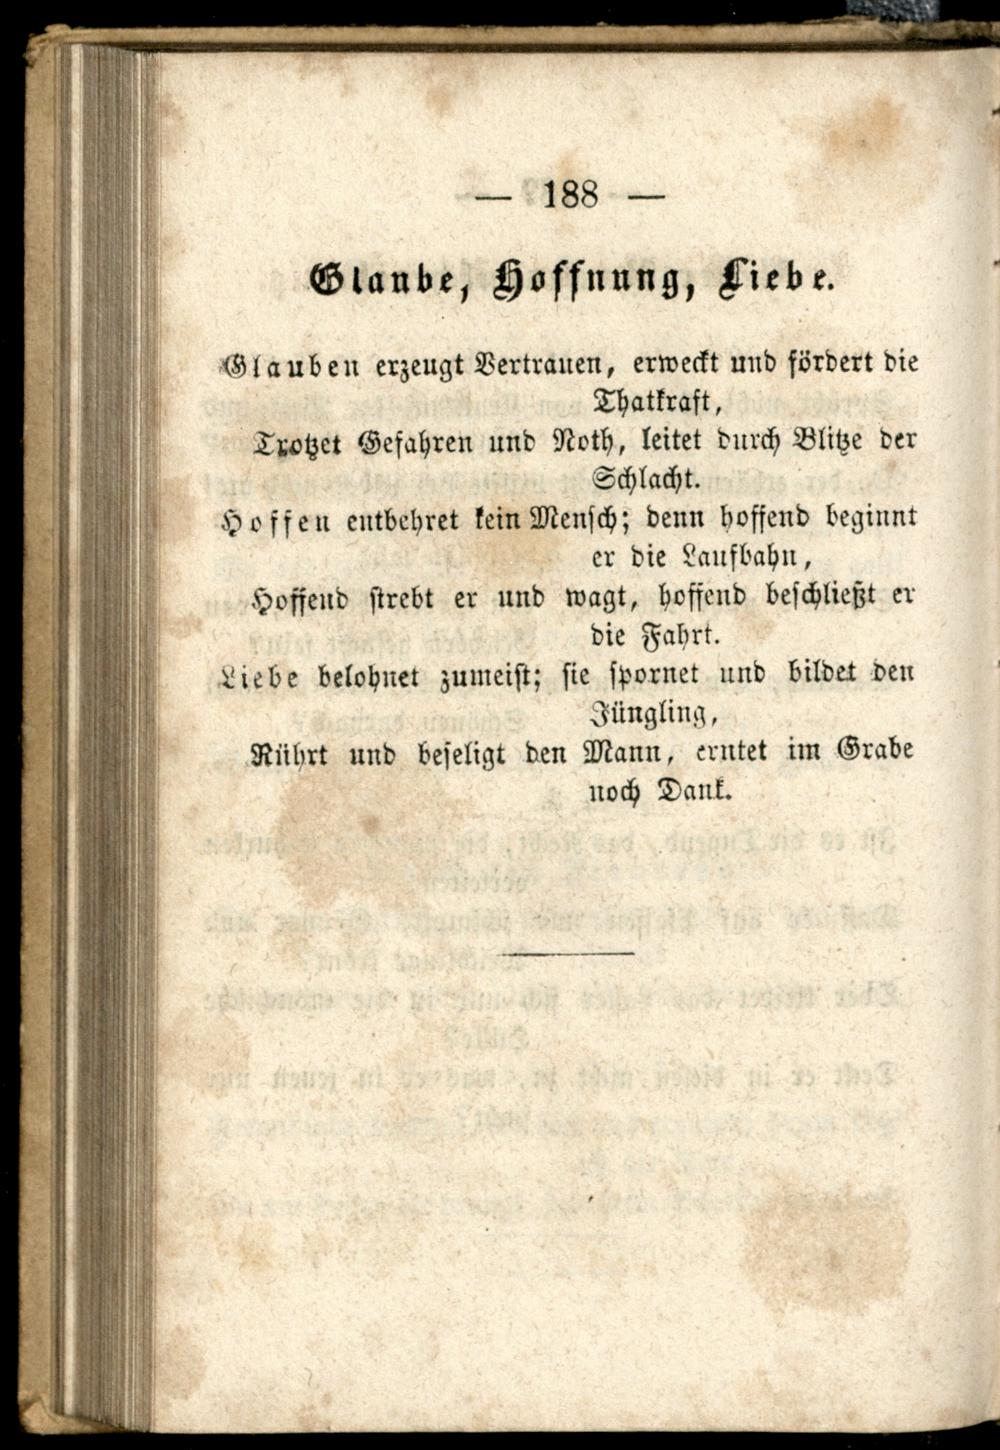 — 188 —
Glaube, Hoffnung, Liebe.
Glauben erzeugt Vertrauen, erweckt und fördert die
Thatkraft,
Trotzet Gefahren und Noth, leitet durch Blitze der
Schlacht.
Hoffen entbehret kein Mensch; denn hoffend beginnt
er die Laufbahn,
Hoffend strebt er und wagt, hoffend beschließt er
die Fahrt.
Liebe belohnet zumeist; sie spornet und bildet den
Jüngling,
Rührt und beseligt den Mann, erntet im Grabe
noch Dank.